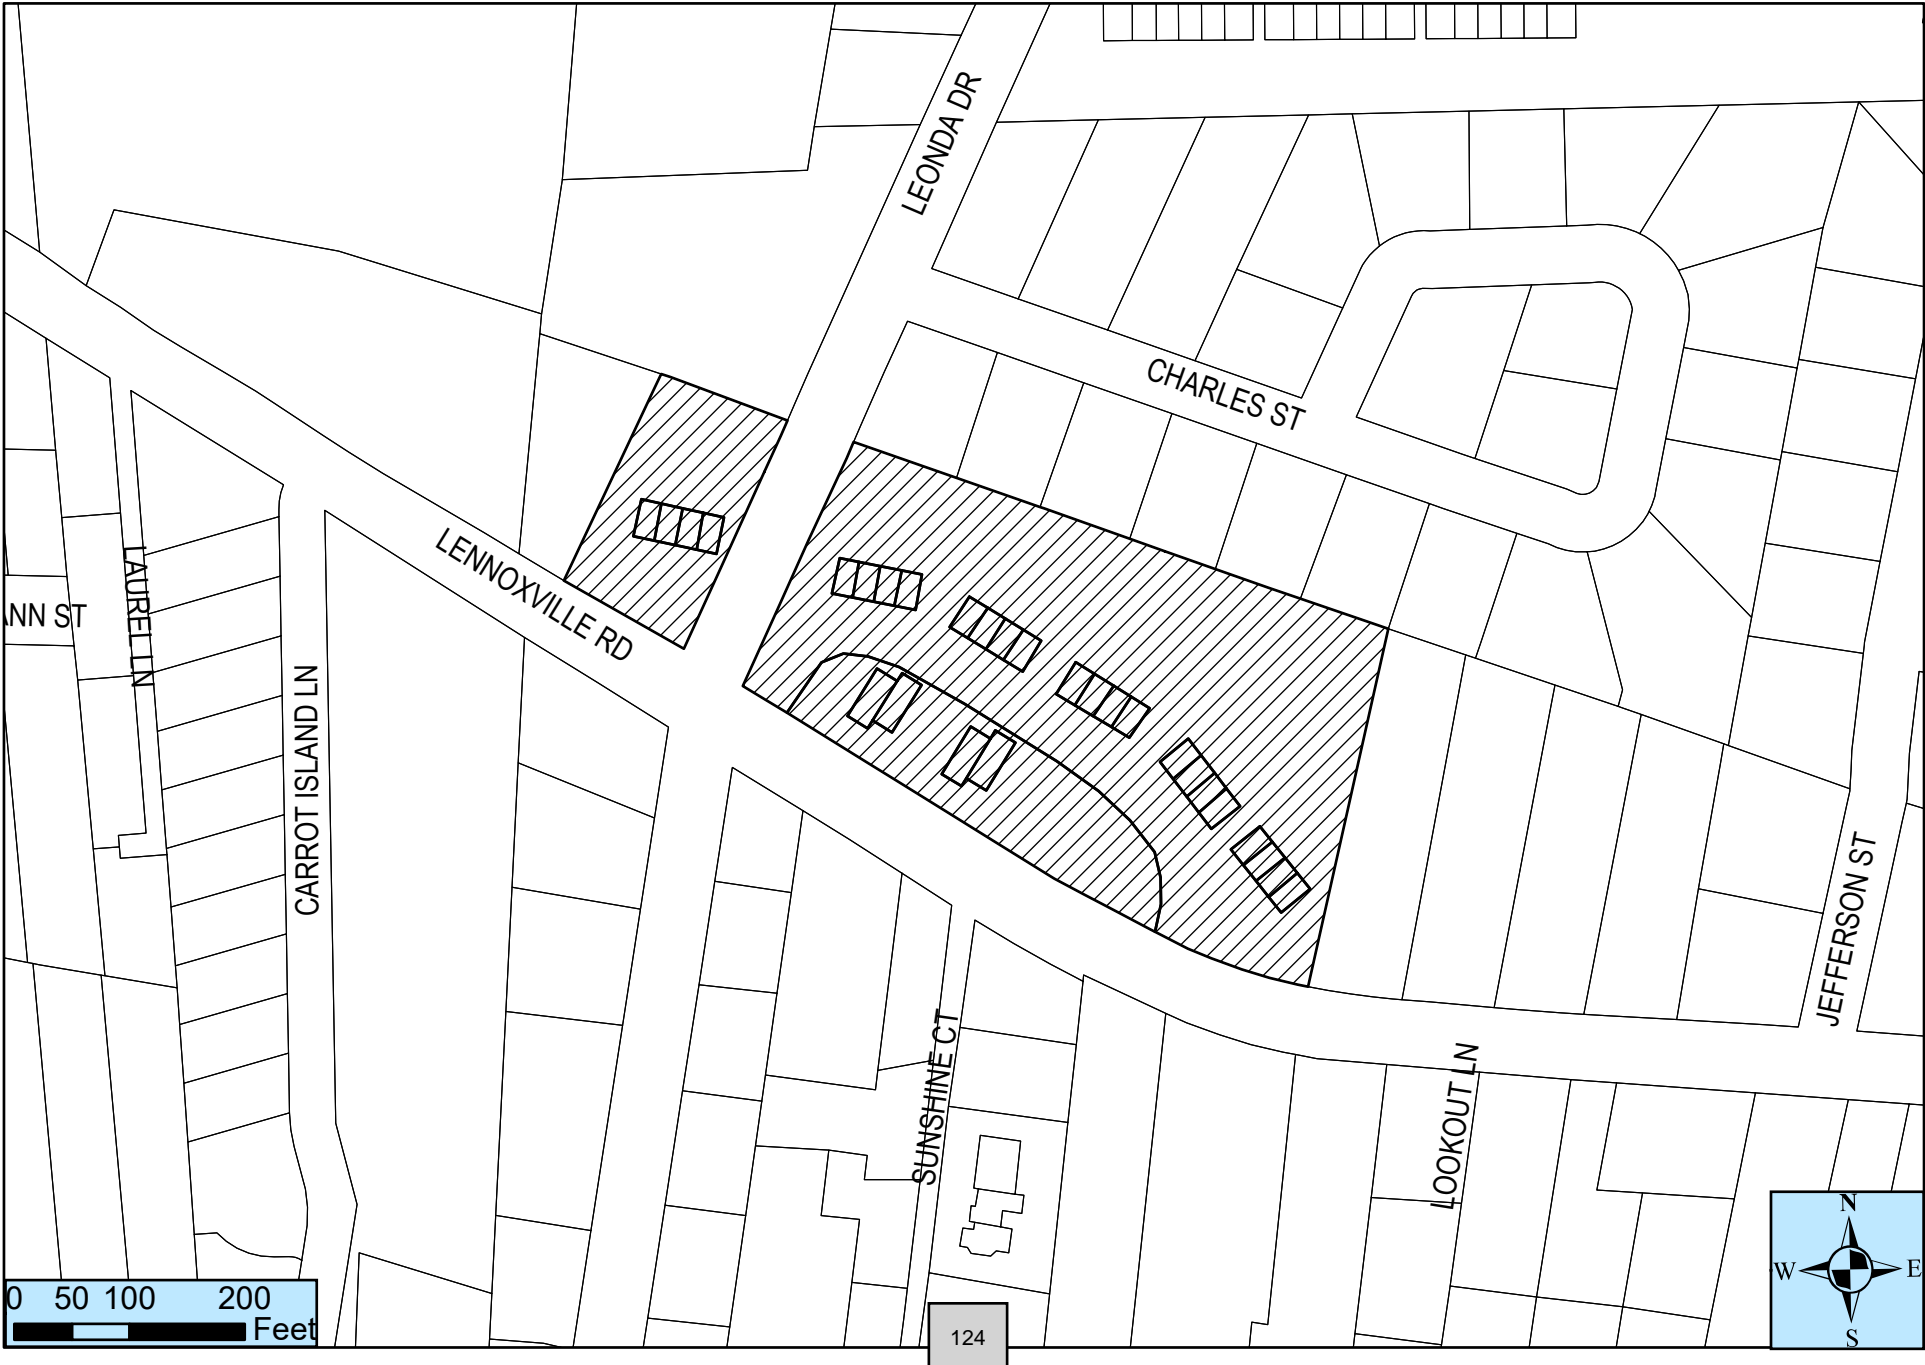 LEONDA DR
CHARLES ST
LENNOXVILLE RD
LAUREL LN
ANN ST
CARROT ISLAND LN
JEFFERSON ST
SUNSHINE CT
LOOKOUT LN
N
W E
S
0 50 100 200
Feet
124